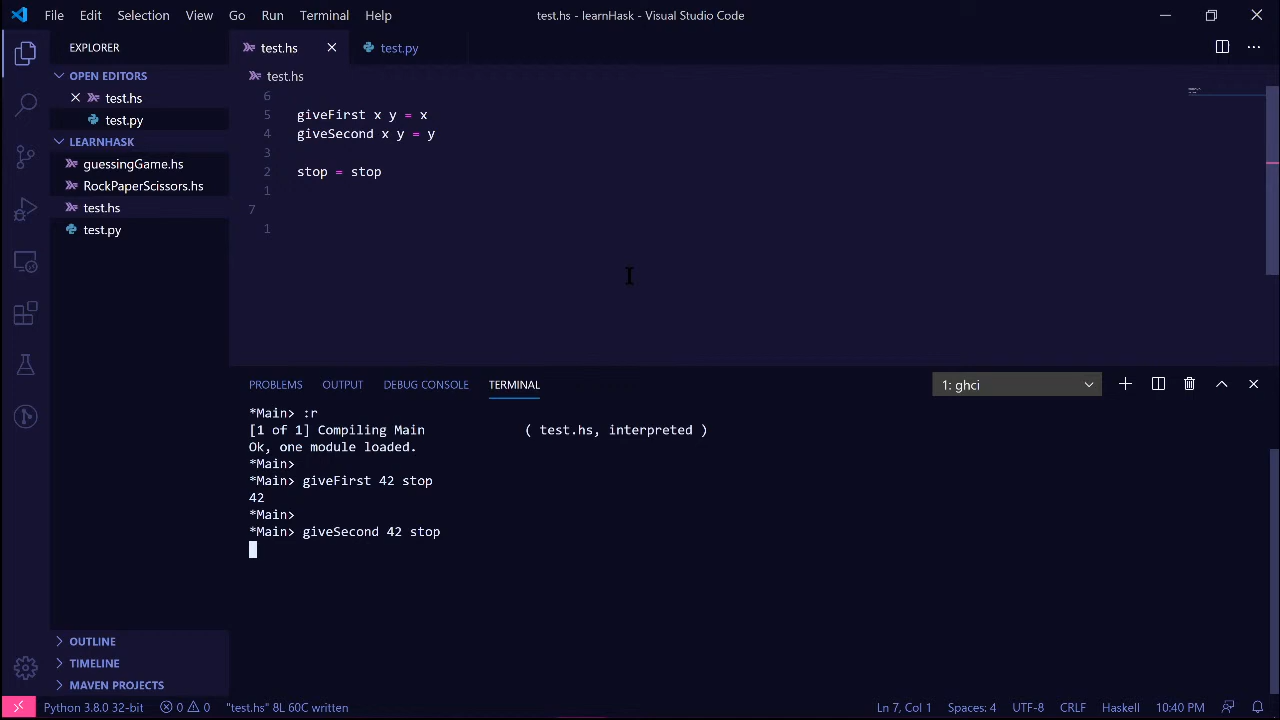 File Edit Selection View Go Run Terminal Help test.hs - learnHask - Visual Studio Code
EXPLORER
OPEN EDITORS
test.hs
test.py
LEARNHASK
guessingGame.hs
RockPaperScissors.hs
test.hs
test.py
OUTLINE
TIMELINE
MAVEN PROJECTS
test.hs test.py
test.hs
6
5 giveFirst x y = x
4 giveSecond x y = y
3
2 stop = stop
1
7
1
PROBLEMS OUTPUT DEBUG CONSOLE TERMINAL 1: ghci
*Main> :r
[1 of 1] Compiling Main ( test.hs, interpreted )
Ok, one module loaded.
*Main>
*Main> giveFirst 42 stop
42
*Main>
*Main> giveSecond 42 stop
Python 3.8.0 32-bit 0 0 "test.hs" 8L 60C written Ln 7, Col 1 Spaces: 4 UTF-8 CRLF Haskell 10:40 PM